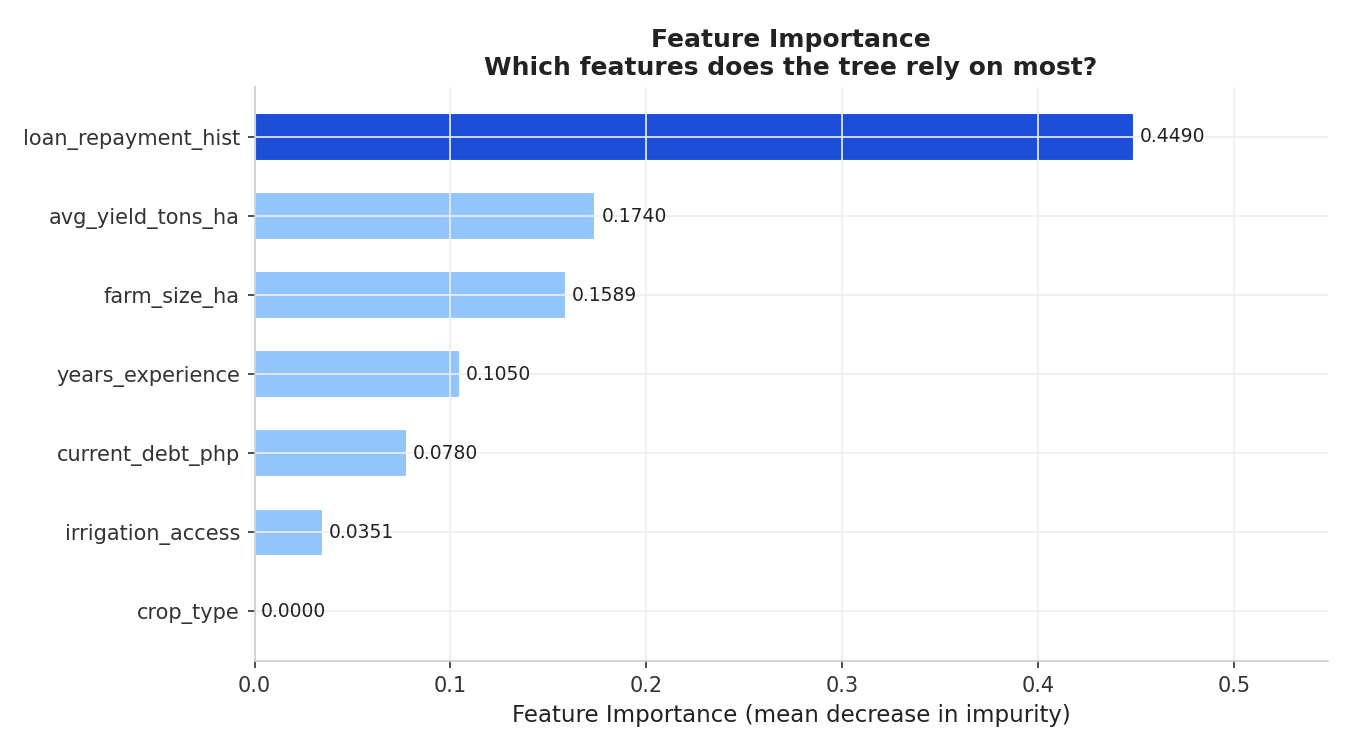 Feature Importance
Which features does the tree rely on most?
loan_repayment_hist 0.4490
avg_yield_tons_ha 0.1740
farm_size_ha 0.1589
years_experience 0.1050
current_debt_php 0.0780
irrigation_access 0.0351
crop_type 0.0000
0.0 0.1 0.2 0.3 0.4 0.5
Feature Importance (mean decrease in impurity)